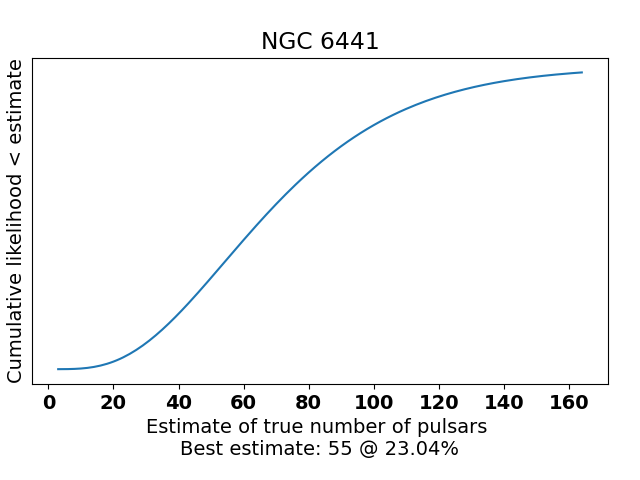 NGC 6441
Cumulative likelihood < estimate
0 20 40 60 80 100 120 140 160
Estimate of true number of pulsars
Best estimate: 55 @ 23.04%